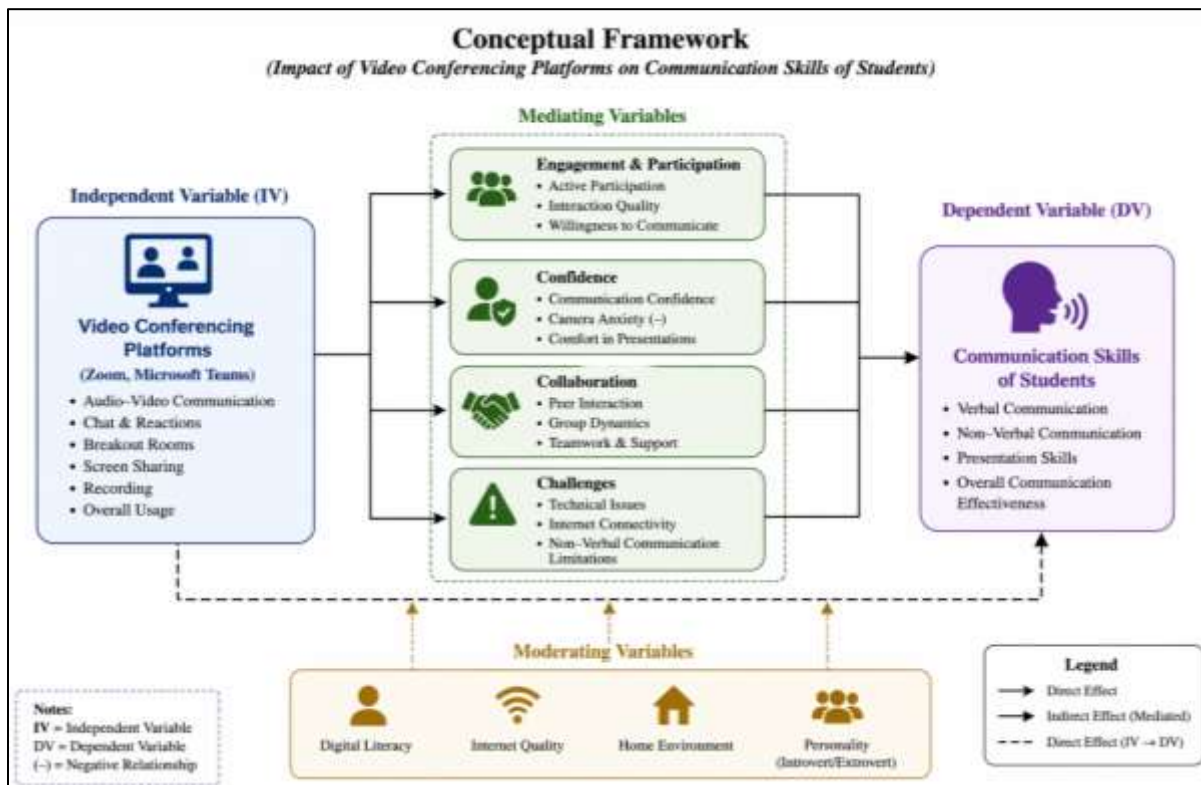 Conceptual Framework
(Impact of Video Conferencing Platforms on Communication Skills of Students)
Independent Variable (IV)
Video Conferencing
Platforms
(Zoom, Microsoft Teams)
• Audio–Video Communication
• Chat & Reactions
• Breakout Rooms
• Screen Sharing
• Recording
• Overall Usage
Mediating Variables
Engagement & Participation
• Active Participation
• Interaction Quality
• Willingness to Communicate
Confidence
• Communication Confidence
• Camera Anxiety (–)
• Comfort in Presentations
Collaboration
• Peer Interaction
• Group Dynamics
• Teamwork & Support
Challenges
• Technical Issues
• Internet Connectivity
• Non–Verbal Communication
Limitations
Dependent Variable (DV)
Communication Skills
of Students
• Verbal Communication
• Non–Verbal Communication
• Presentation Skills
• Overall Communication
Effectiveness
Moderating Variables
Digital Literacy
Internet Quality
Home Environment
Personality
(Introvert/Extrovert)
Notes:
IV = Independent Variable
DV = Dependent Variable
(–) = Negative Relationship
Legend
Direct Effect
Indirect Effect (Mediated)
Direct Effect (IV → DV)